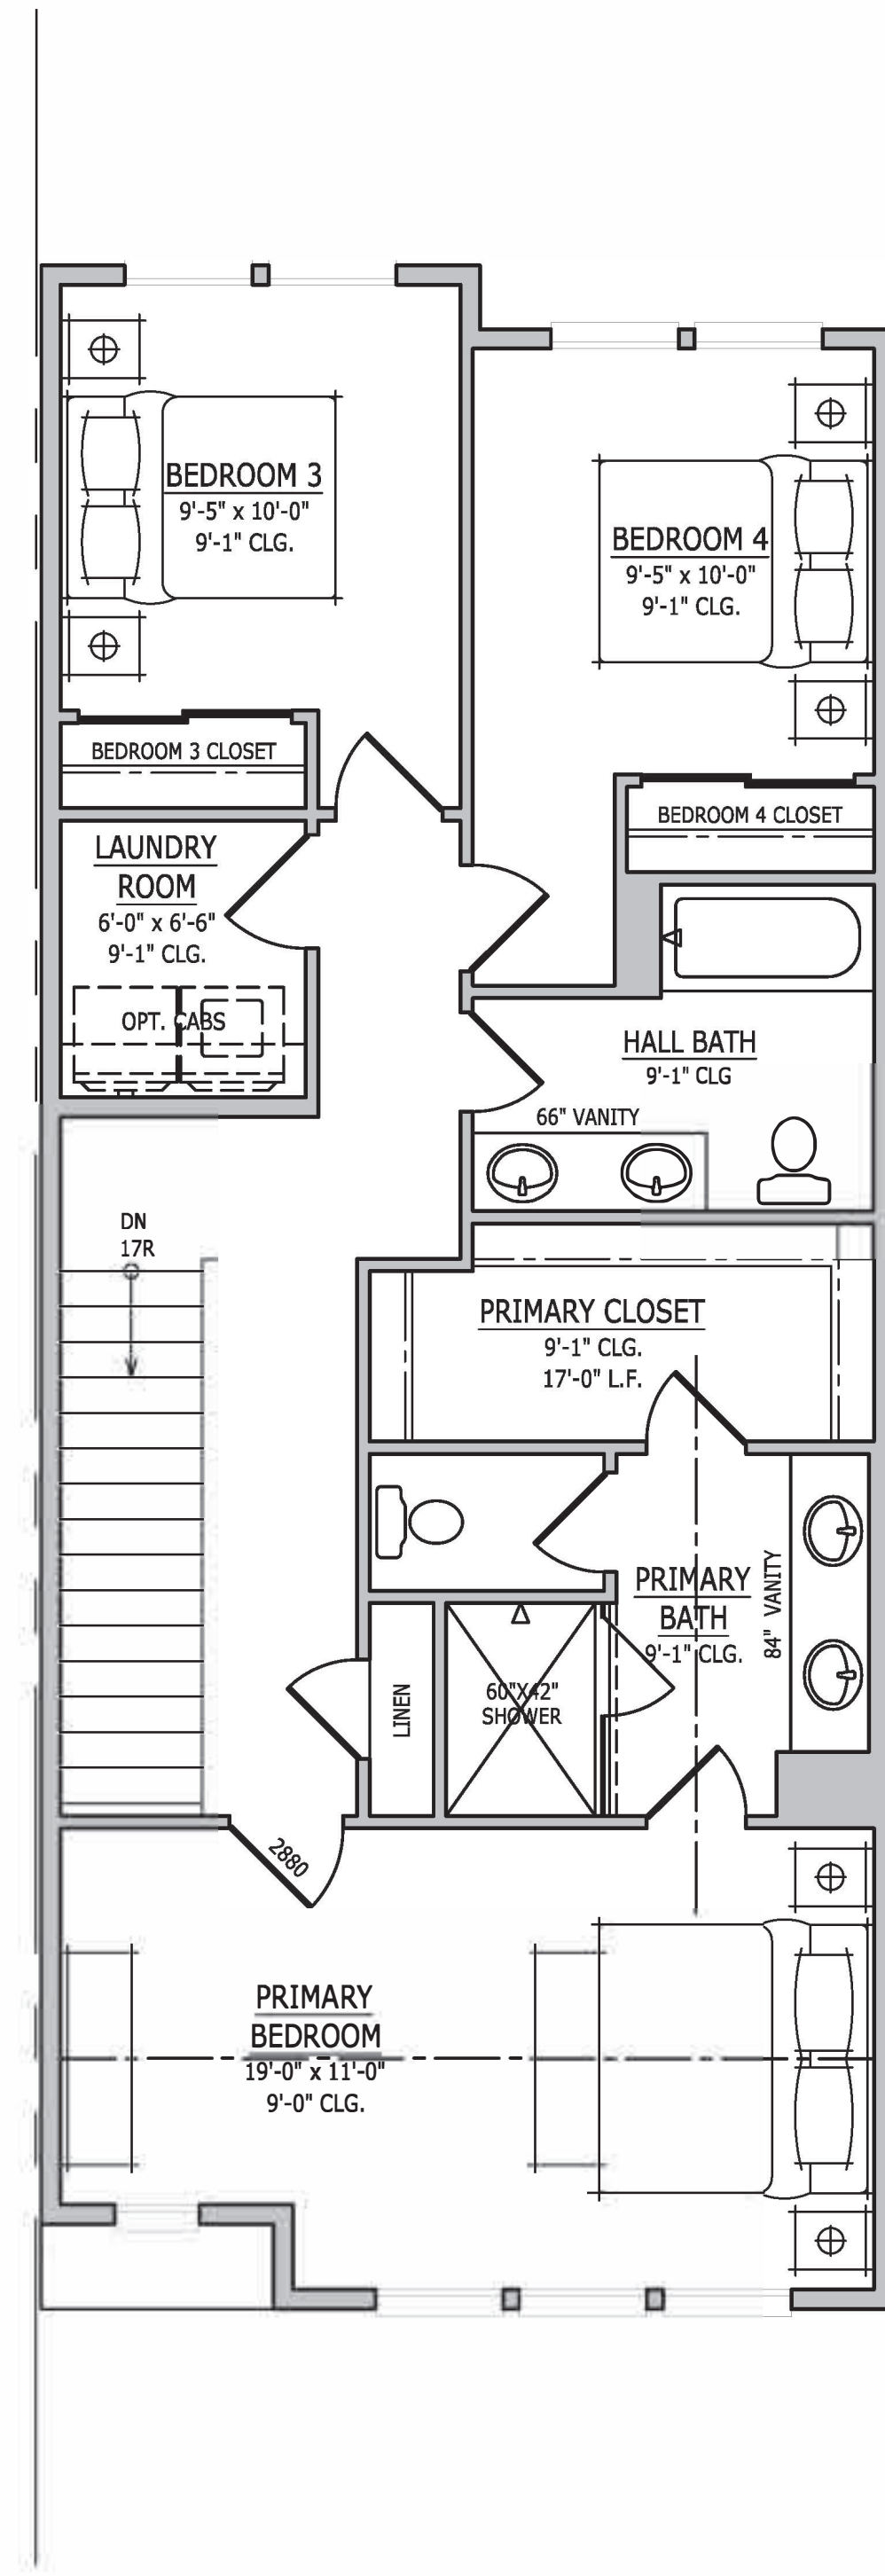 BEDROOM 3
9'-5" x 10'-0"
9'-1" CLG.
BEDROOM 4
9'-5" x 10'-0"
9'-1" CLG.
BEDROOM 3 CLOSET
BEDROOM 4 CLOSET
LAUNDRY
ROOM
6'-0" x 6'-6"
9'-1" CLG.
OPT. CABS
HALL BATH
9'-1" CLG
66" VANITY
DN
17R
PRIMARY CLOSET
9'-1" CLG.
17'-0" L.F.
PRIMARY
BATH
9'-1" CLG.
84" VANITY
60"X42"
SHOWER
LINEN
2880
PRIMARY
BEDROOM
19'-0" x 11'-0"
9'-0" CLG.